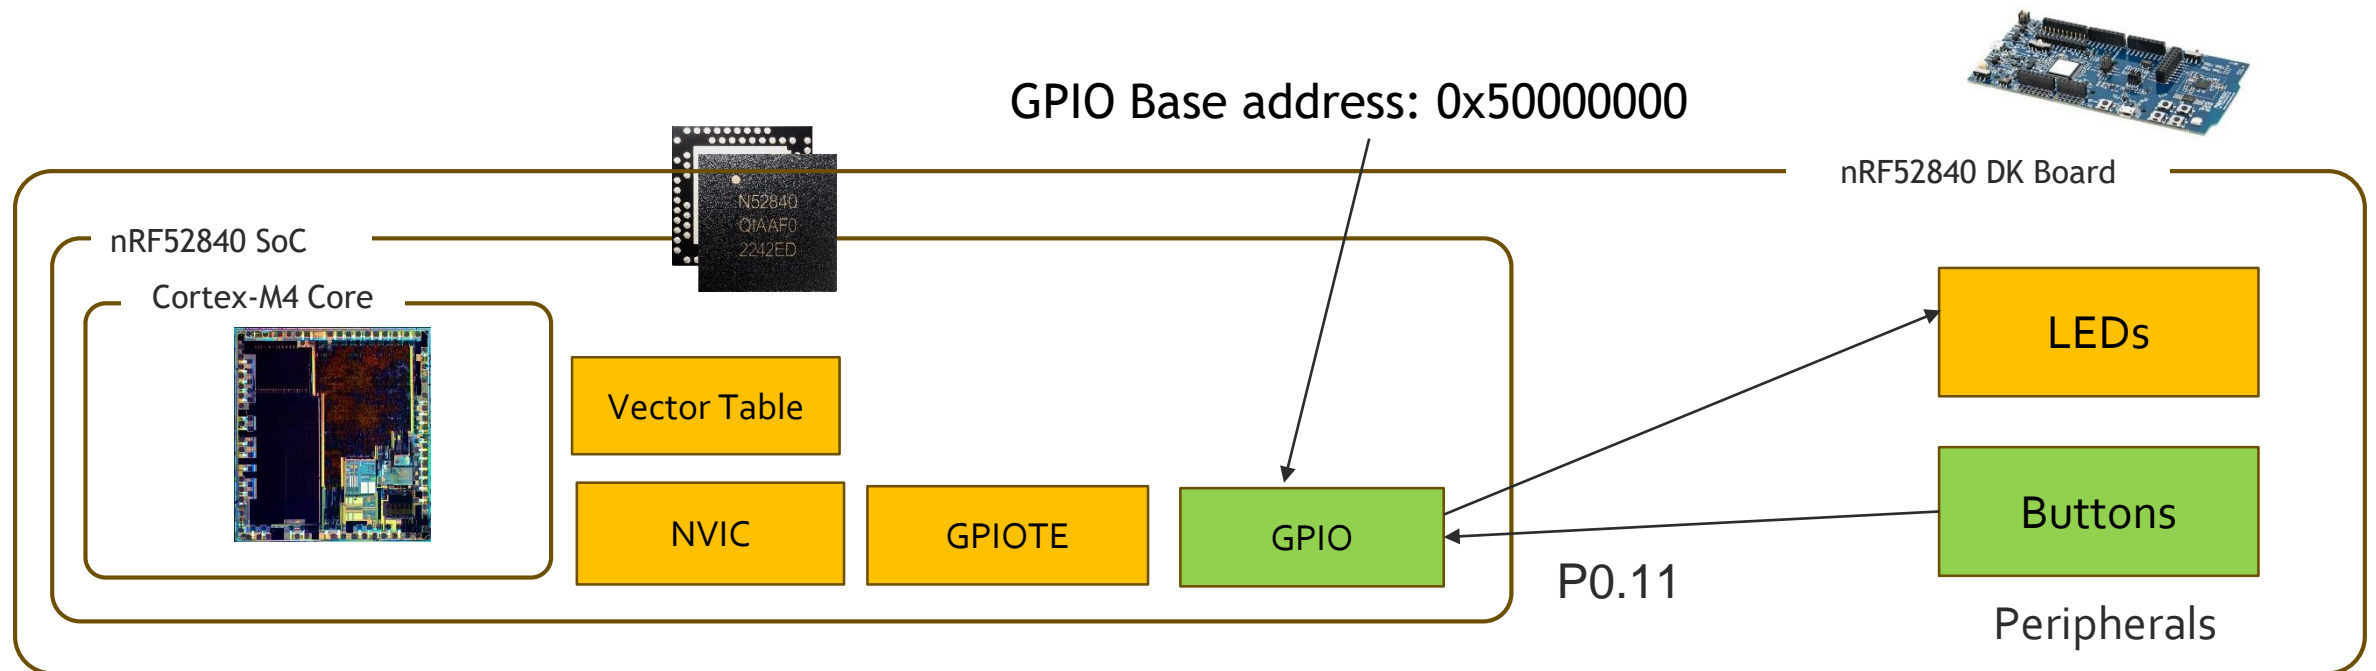 GPIO Base address: 0x50000000
nRF52840 DK Board
N52840
QIAAF0
2242ED
nRF52840 SoC
Cortex-M4 Core
LEDs
Vector Table
Buttons
NVIC
GPIOTE
GPIO
P0.11
Peripherals